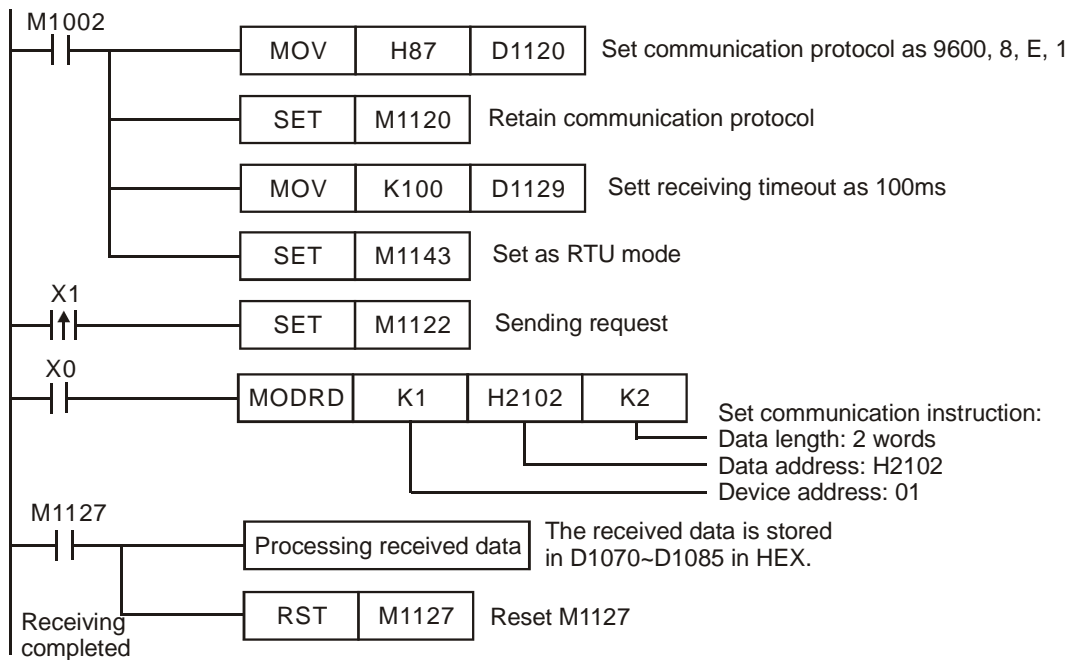 M1002
MOV H87 D1120 Set communication protocol as 9600, 8, E, 1
SET M1120 Retain communication protocol
MOV K100 D1129 Sett receiving timeout as 100ms
SET M1143 Set as RTU mode
X1
SET M1122 Sending request
X0
MODRD K1 H2102 K2
Set communication instruction:
Data length: 2 words
Data address: H2102
Device address: 01
M1127
Processing received data
The received data is stored
in D1070~D1085 in HEX.
RST M1127 Reset M1127
Receiving
completed